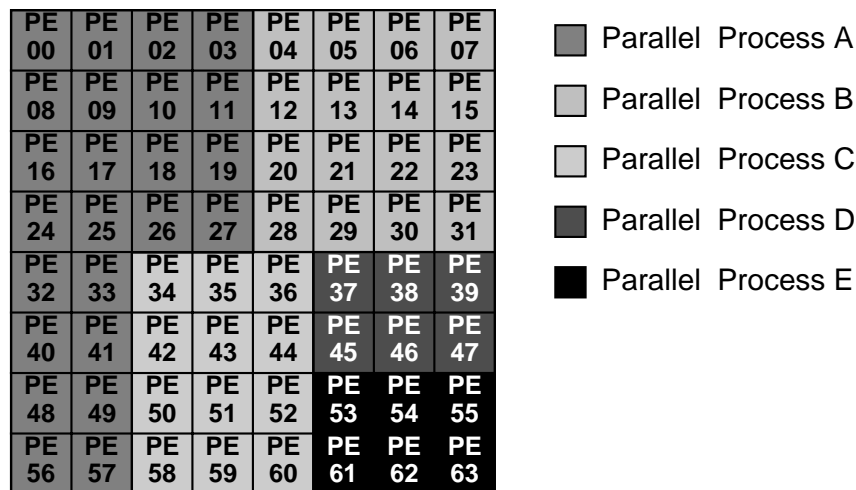 PE PE PE PE PE PE PE PE
00 01 02 03 04 05 06 07
PE PE PE PE PE PE PE PE
08 09 10 11 12 13 14 15
PE PE PE PE PE PE PE PE
16 17 18 19 20 21 22 23
PE PE PE PE PE PE PE PE
24 25 26 27 28 29 30 31
PE PE PE PE PE PE PE PE
32 33 34 35 36 37 38 39
PE PE PE PE PE PE PE PE
40 41 42 43 44 45 46 47
PE PE PE PE PE PE PE PE
48 49 50 51 52 53 54 55
PE PE PE PE PE PE PE PE
56 57 58 59 60 61 62 63
Parallel Process A
Parallel Process B
Parallel Process C
Parallel Process D
Parallel Process E